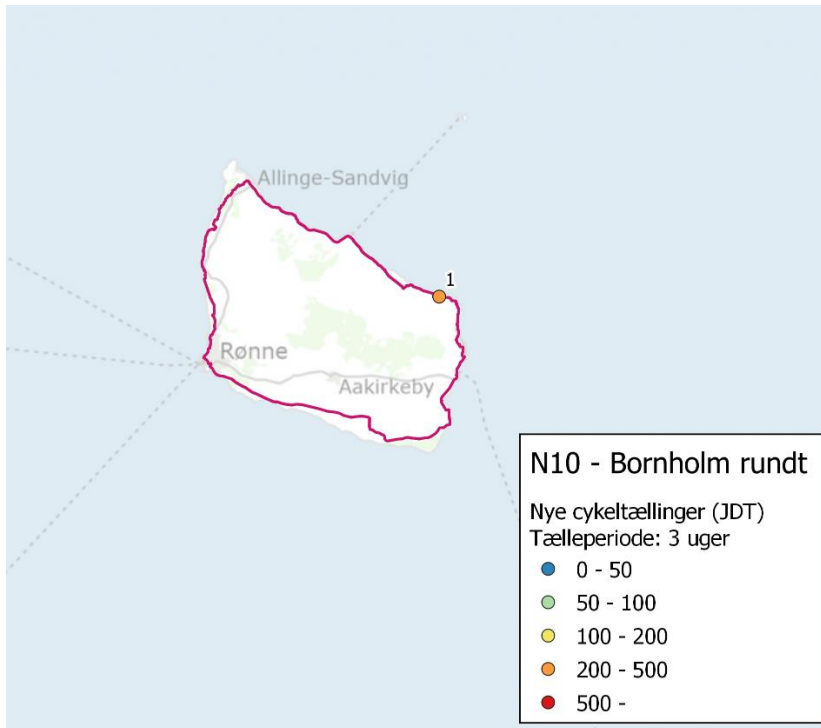 Allinge-Sandvig
1
Rønne
Aakirkeby
N10 - Bornholm rundt
Nye cykeltællinger (JDT)
Tælleperiode: 3 uger
0 - 50
50 - 100
100 - 200
200 - 500
500 -